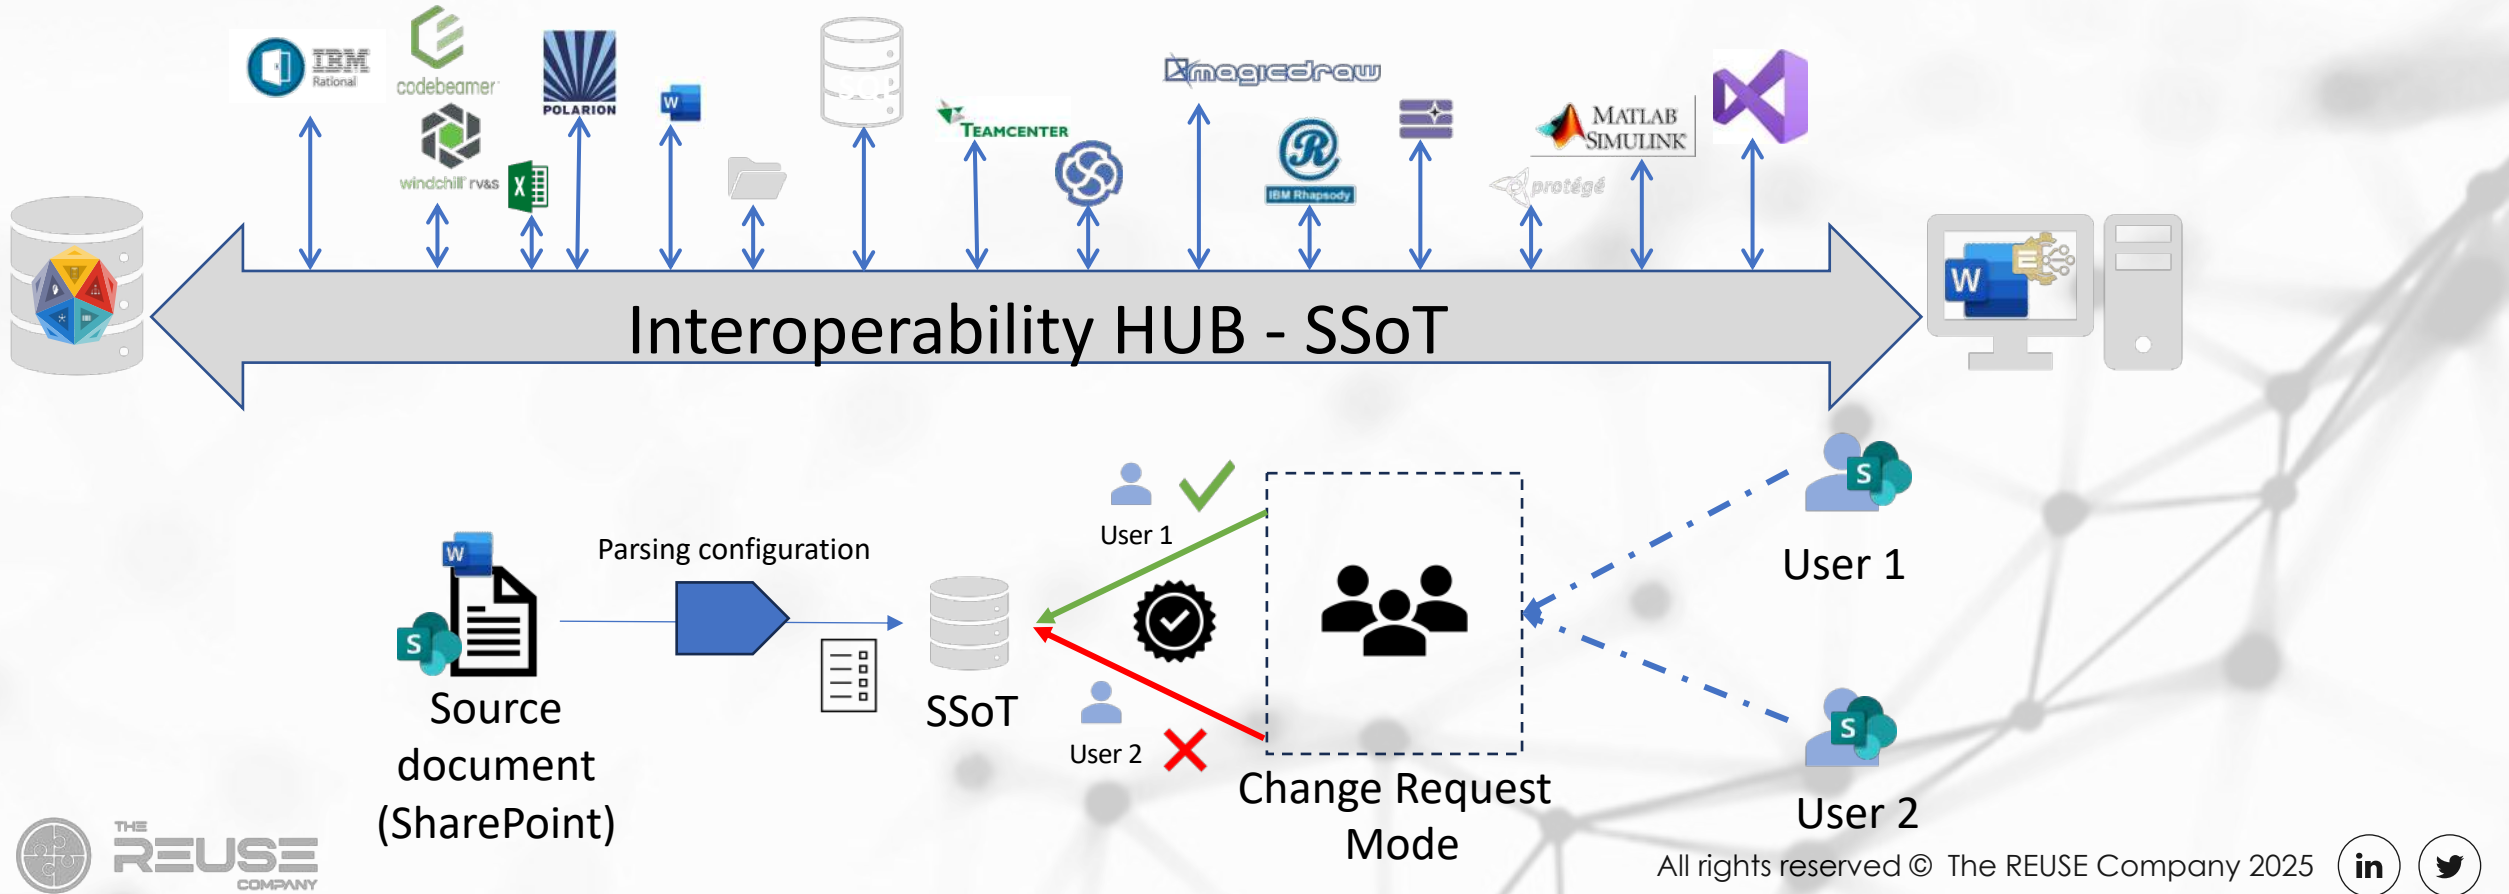 IBM
Rational
codebeamer
windchill rv&s
X
POLARION
W
TEAMCENTER
magicdraw
R
IBM Rhapsody
protégé
MATLAB
SIMULINK
W
E
Interoperability HUB - SSoT
W
S
Source
document
(SharePoint)
Parsing configuration
SSoT
User 1
User 2
Change Request
Mode
S
User 1
S
User 2
THE
REUSE
COMPANY
All rights reserved © The REUSE Company 2025
in